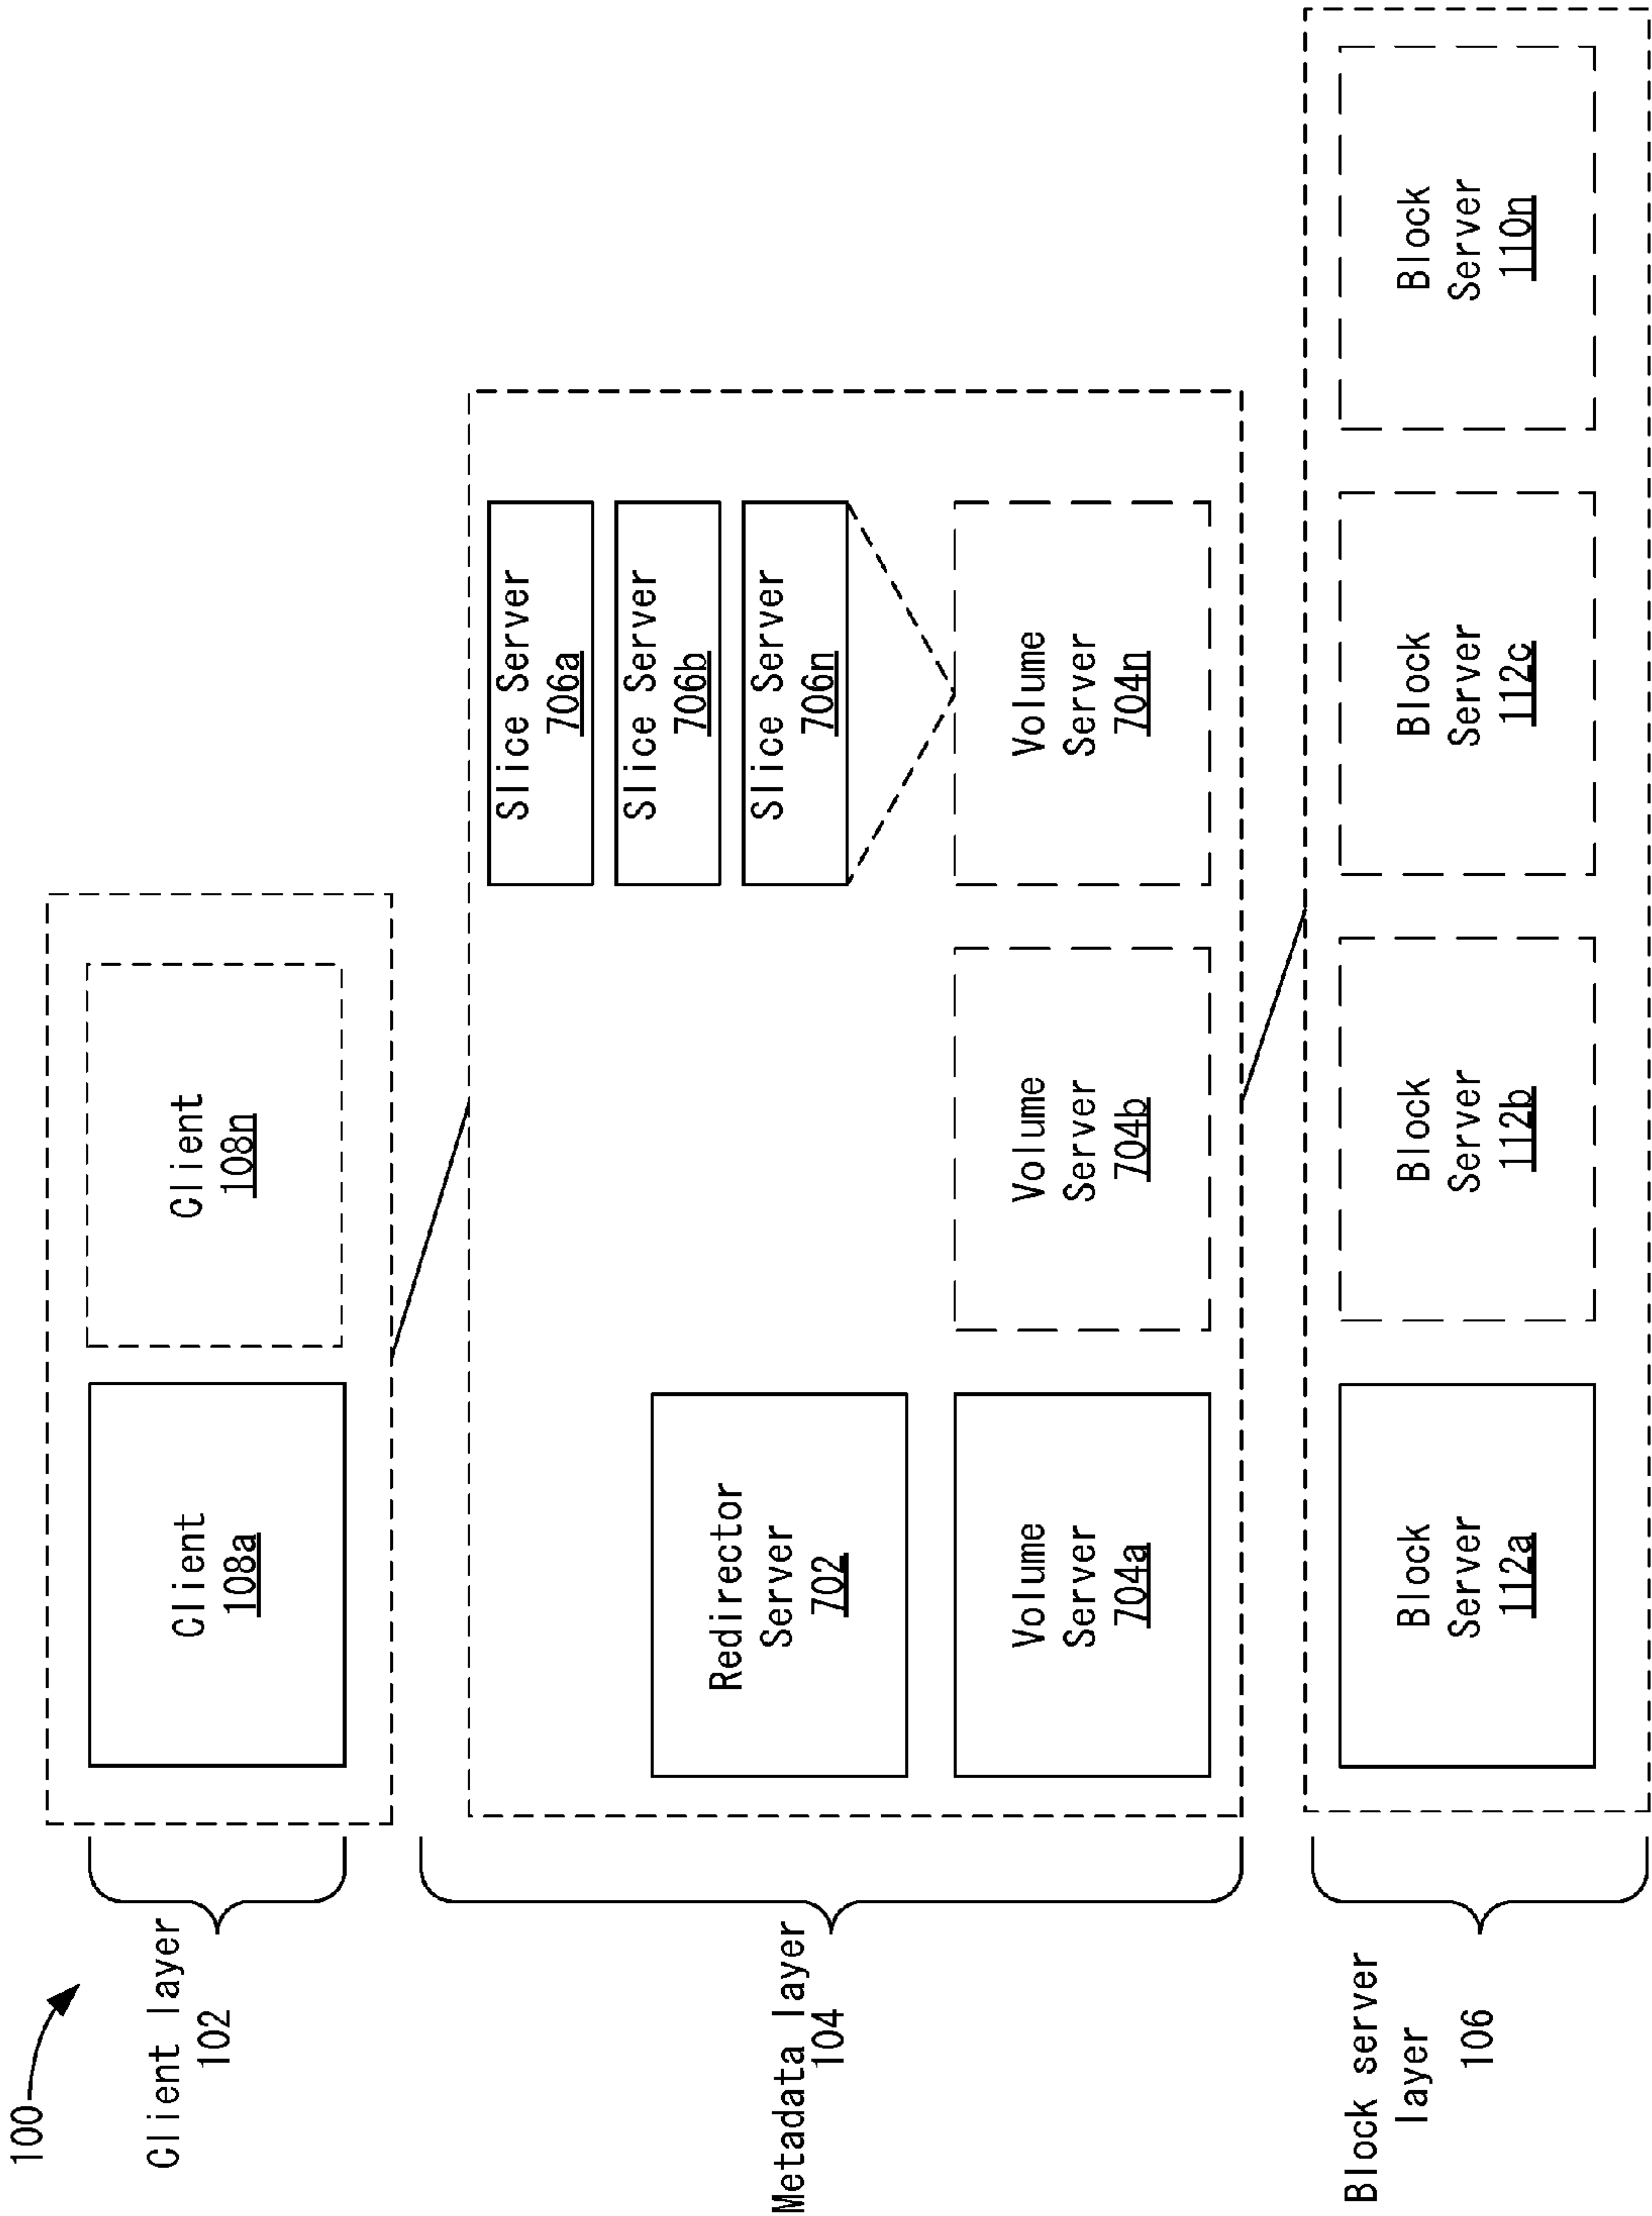 100
Client layer
102
Client
108a
Client
108n
Metadata layer
104
Redirector
Server
702
Slice Server
706a
Slice Server
706b
Slice Server
706n
Volume
Server
704a
Volume
Server
704b
Volume
Server
704n
Block server
layer
106
Block
Server
112a
Block
Server
112b
Block
Server
112c
Block
Server
110n